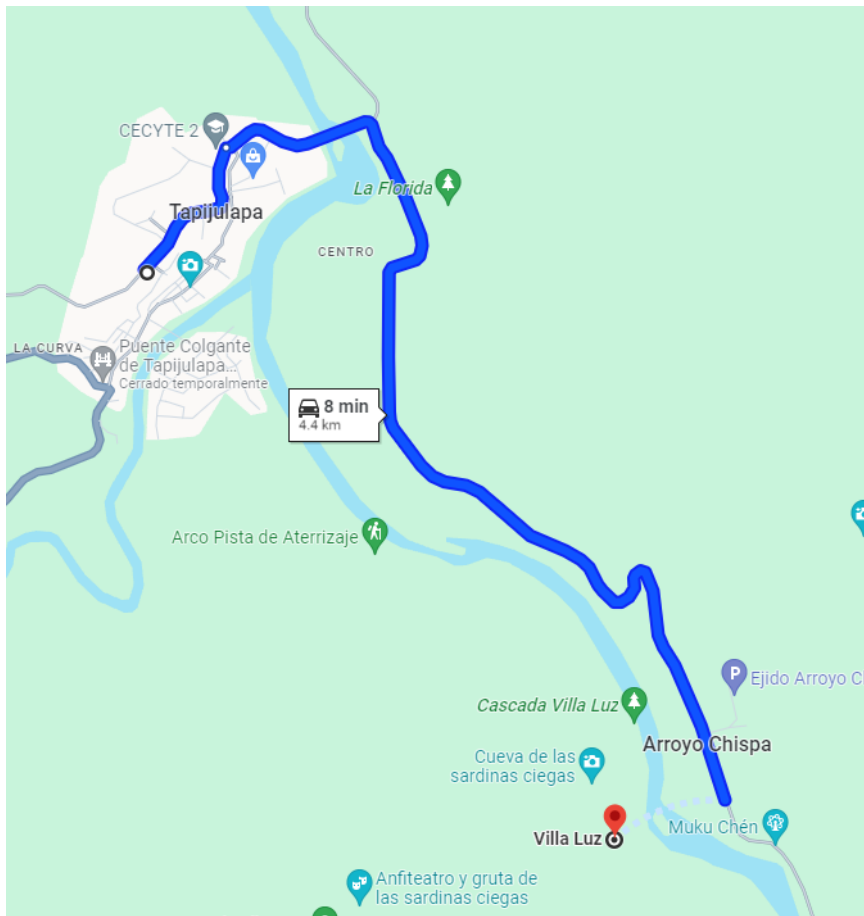 CECYTE 2
La Florida
Tapijulapa
CENTRO
LA CURVA
Puente Colgante
de Tapijulapa...
Cerrado temporalmente
8 min
4.4 km
Arco Pista de Aterrizaje
P
Ejido Arroyo C
Cascada Villa Luz
Arroyo Chispa
Cueva de las
sardinas ciegas
Muku Chén
Villa Luz
Anfiteatro y gruta de
las sardinas ciegas